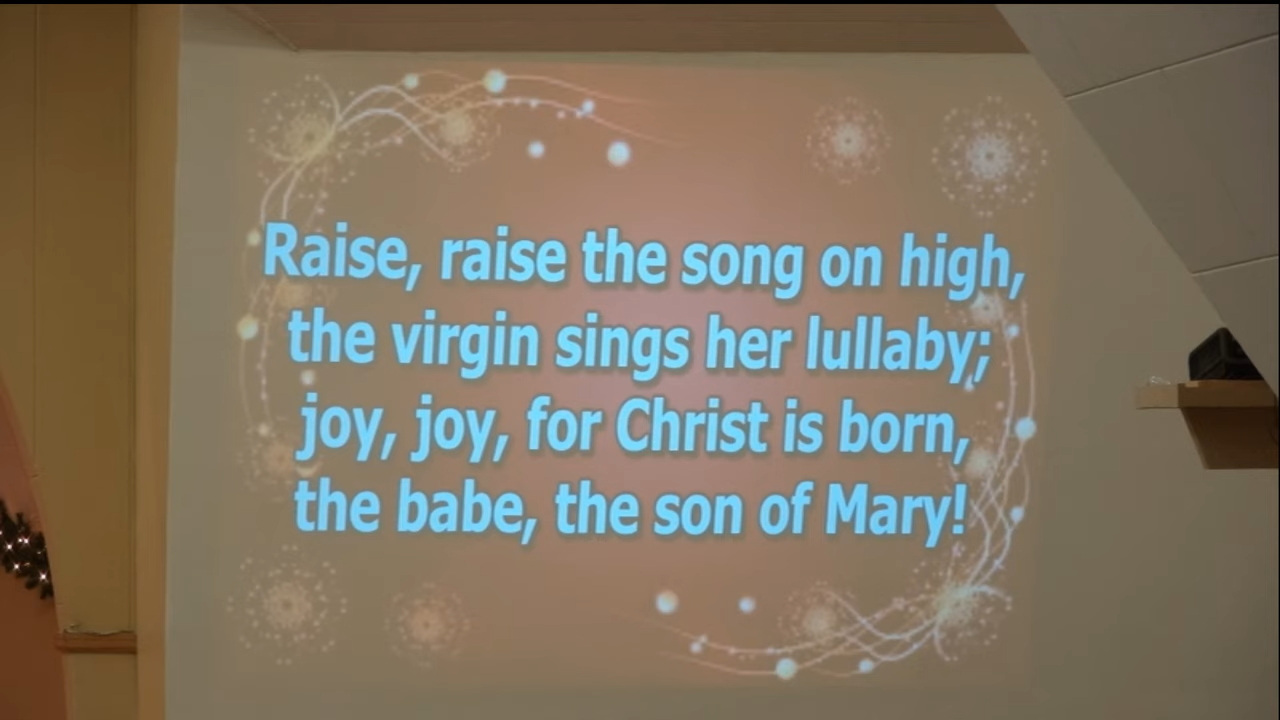 Raise, raise the song on high,
the virgin sings her lullaby;
joy, joy, for Christ is born,
the babe, the son of Mary!